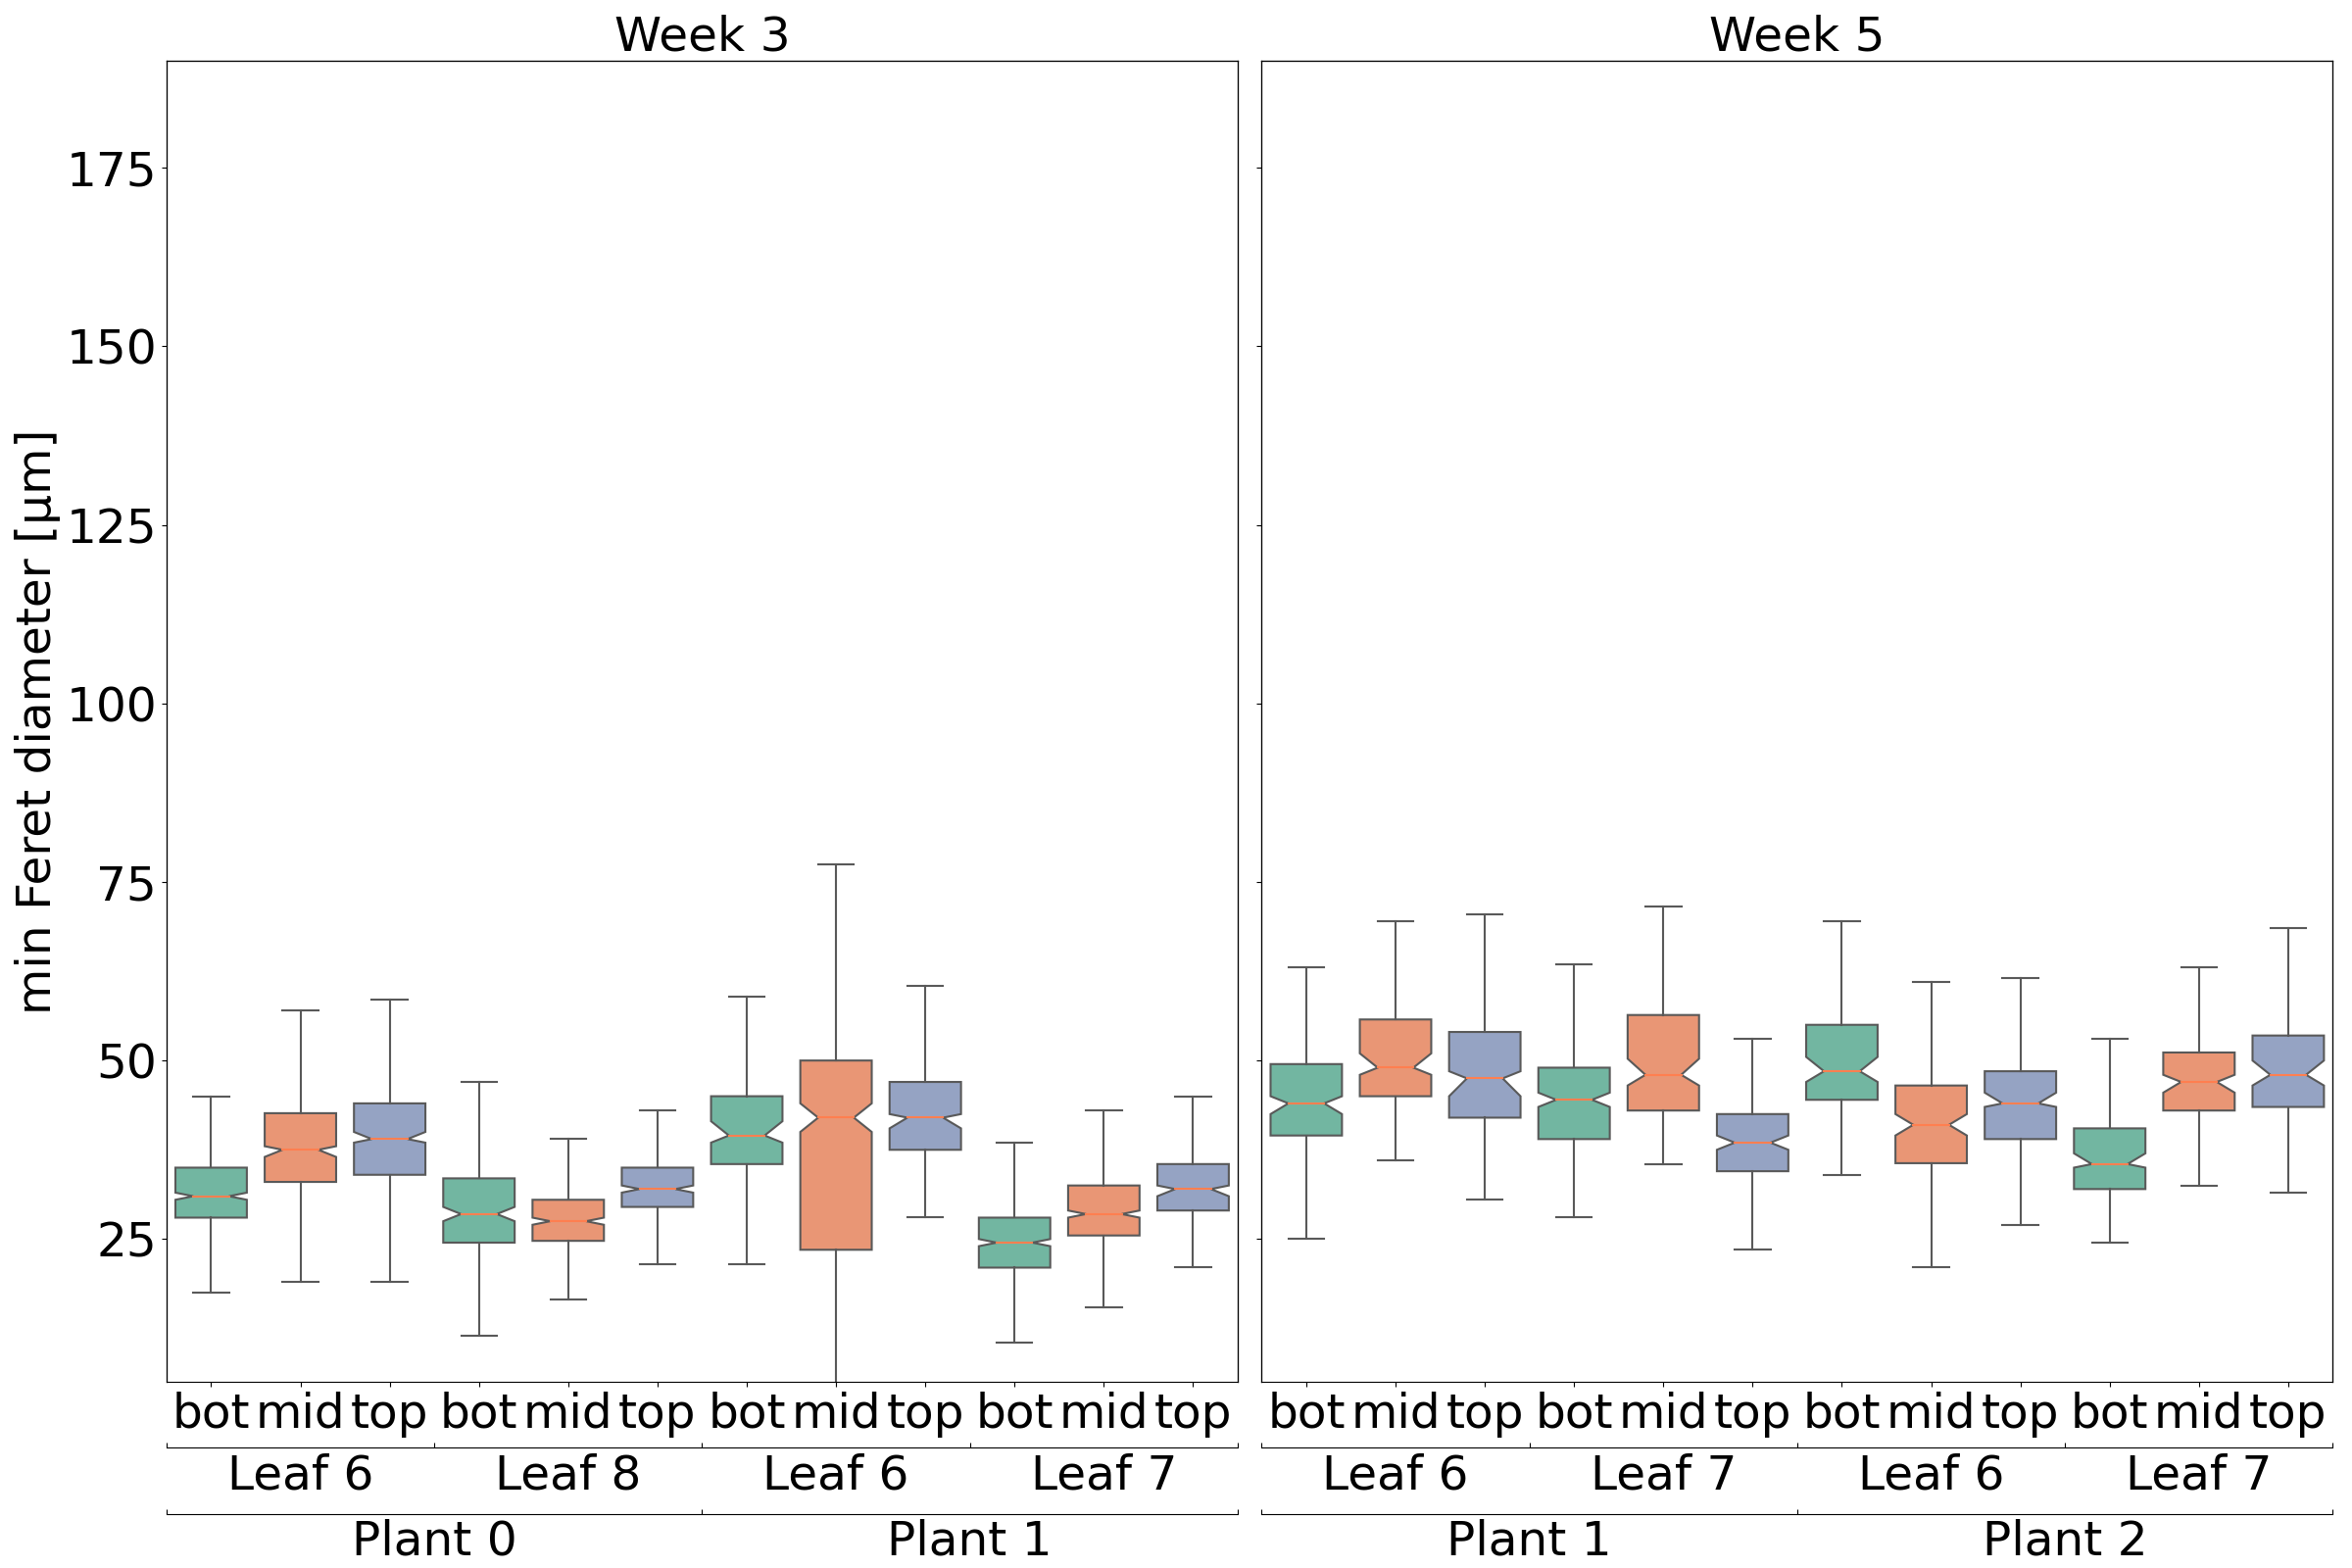 Week 3
Week 5
min Feret diameter [µm]
175
150
125
100
75
50
25
bot mid top bot mid top bot mid top bot mid top
bot mid top bot mid top bot mid top bot mid top
Leaf 6 Leaf 8 Leaf 6 Leaf 7
Leaf 6 Leaf 7 Leaf 6 Leaf 7
Plant 0 Plant 1
Plant 1 Plant 2